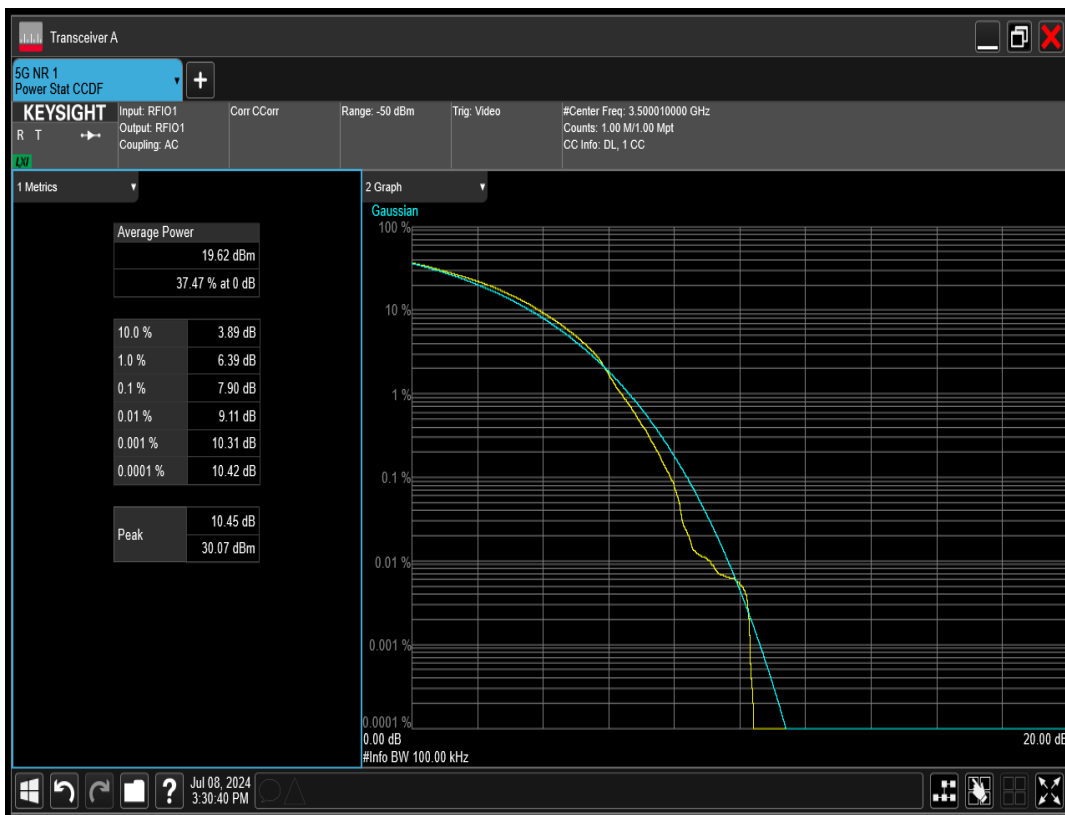 Transceiver A
5G NR 1
Power Stat CCDF
+
KEYSIGHT
R T
LXI
Input: RFIO1
Output: RFIO1
Coupling: AC
Corr CCorr
Range: -50 dBm
Trig: Video
#Center Freq: 3.500010000 GHz
Counts: 1.00 M/1.00 Mpt
CC Info: DL, 1 CC
1 Metrics
Average Power
19.62 dBm
37.47 % at 0 dB
10.0 % 3.89 dB
1.0 % 6.39 dB
0.1 % 7.90 dB
0.01 % 9.11 dB
0.001 % 10.31 dB
0.0001 % 10.42 dB
Peak
10.45 dB
30.07 dBm
2 Graph
Gaussian
100 %
10 %
1 %
0.1 %
0.01 %
0.001 %
0.0001 %
0.00 dB 20.00 dB
#Info BW 100.00 kHz
?
Jul 08, 2024
3:30:40 PM